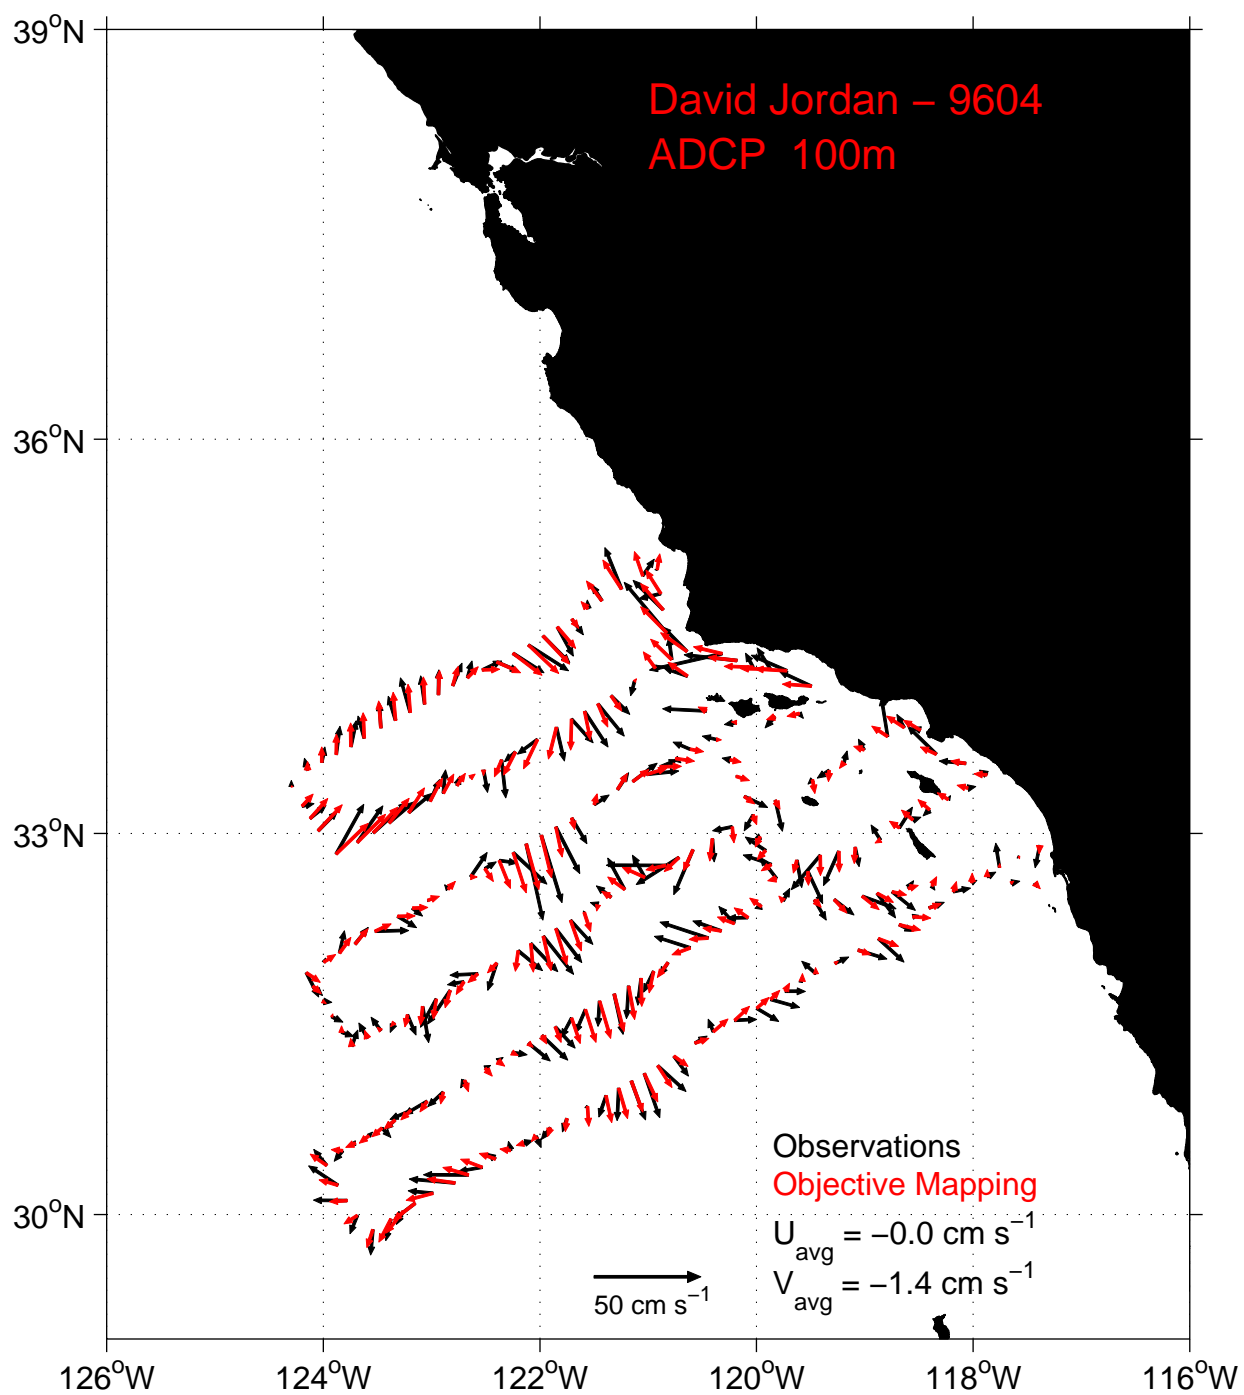 39°N
David Jordan – 9604
ADCP 100m
36°N
33°N
30°N
Observations
Objective Mapping
U_avg = −0.0 cm s⁻¹
V_avg = −1.4 cm s⁻¹
50 cm s⁻¹
126°W 124°W 122°W 120°W 118°W 116°W